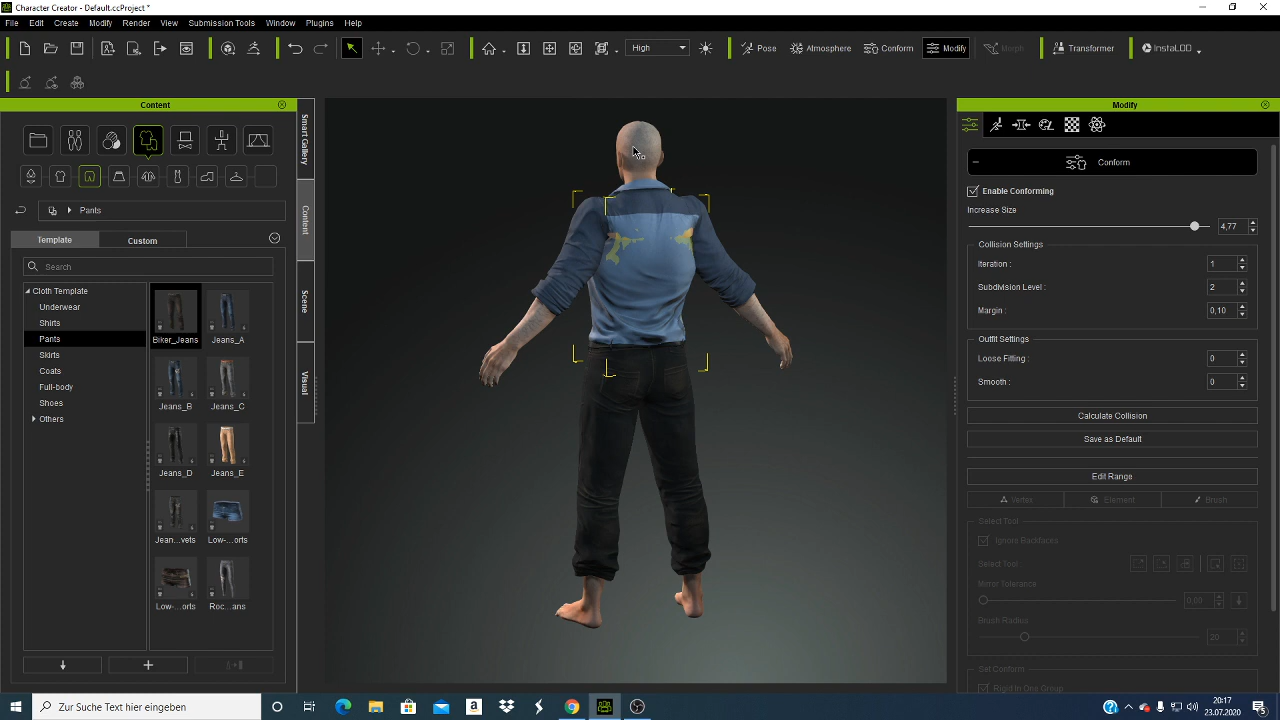 Character Creator - Default.ccProject *
File Edit Create Modify Render View Submission Tools Window Plugins Help
High Pose Atmosphere Conform Modify Morph Transformer InstaLOD
Content
Modify
Smart Gallery
Content
Scene
Visual
Conform
Pants
Enable Conforming
Increase Size
4,77
Template Custom
Collision Settings
Search
Iteration : 1
Subdivision Level : 2
Margin : 0,10
Cloth Template
Underwear
Shirts
Pants
Skirts
Coats
Full-body
Shoes
Others
Biker_Jeans Jeans_A
Jeans_B Jeans_C
Jeans_D Jeans_E
Jean...vets Low-...orts
Low-...orts Roc...ans
Outfit Settings
Loose Fitting : 0
Smooth : 0
Calculate Collision
Save as Default
Edit Range
Vertex Element Brush
Select Tool
Ignore Backfaces
Select Tool
Mirror Tolerance
0,00
Brush Radius
20
Set Conform
Rigid In One Group
Zur Suche Text hier eingeben
20:17
23.07.2020